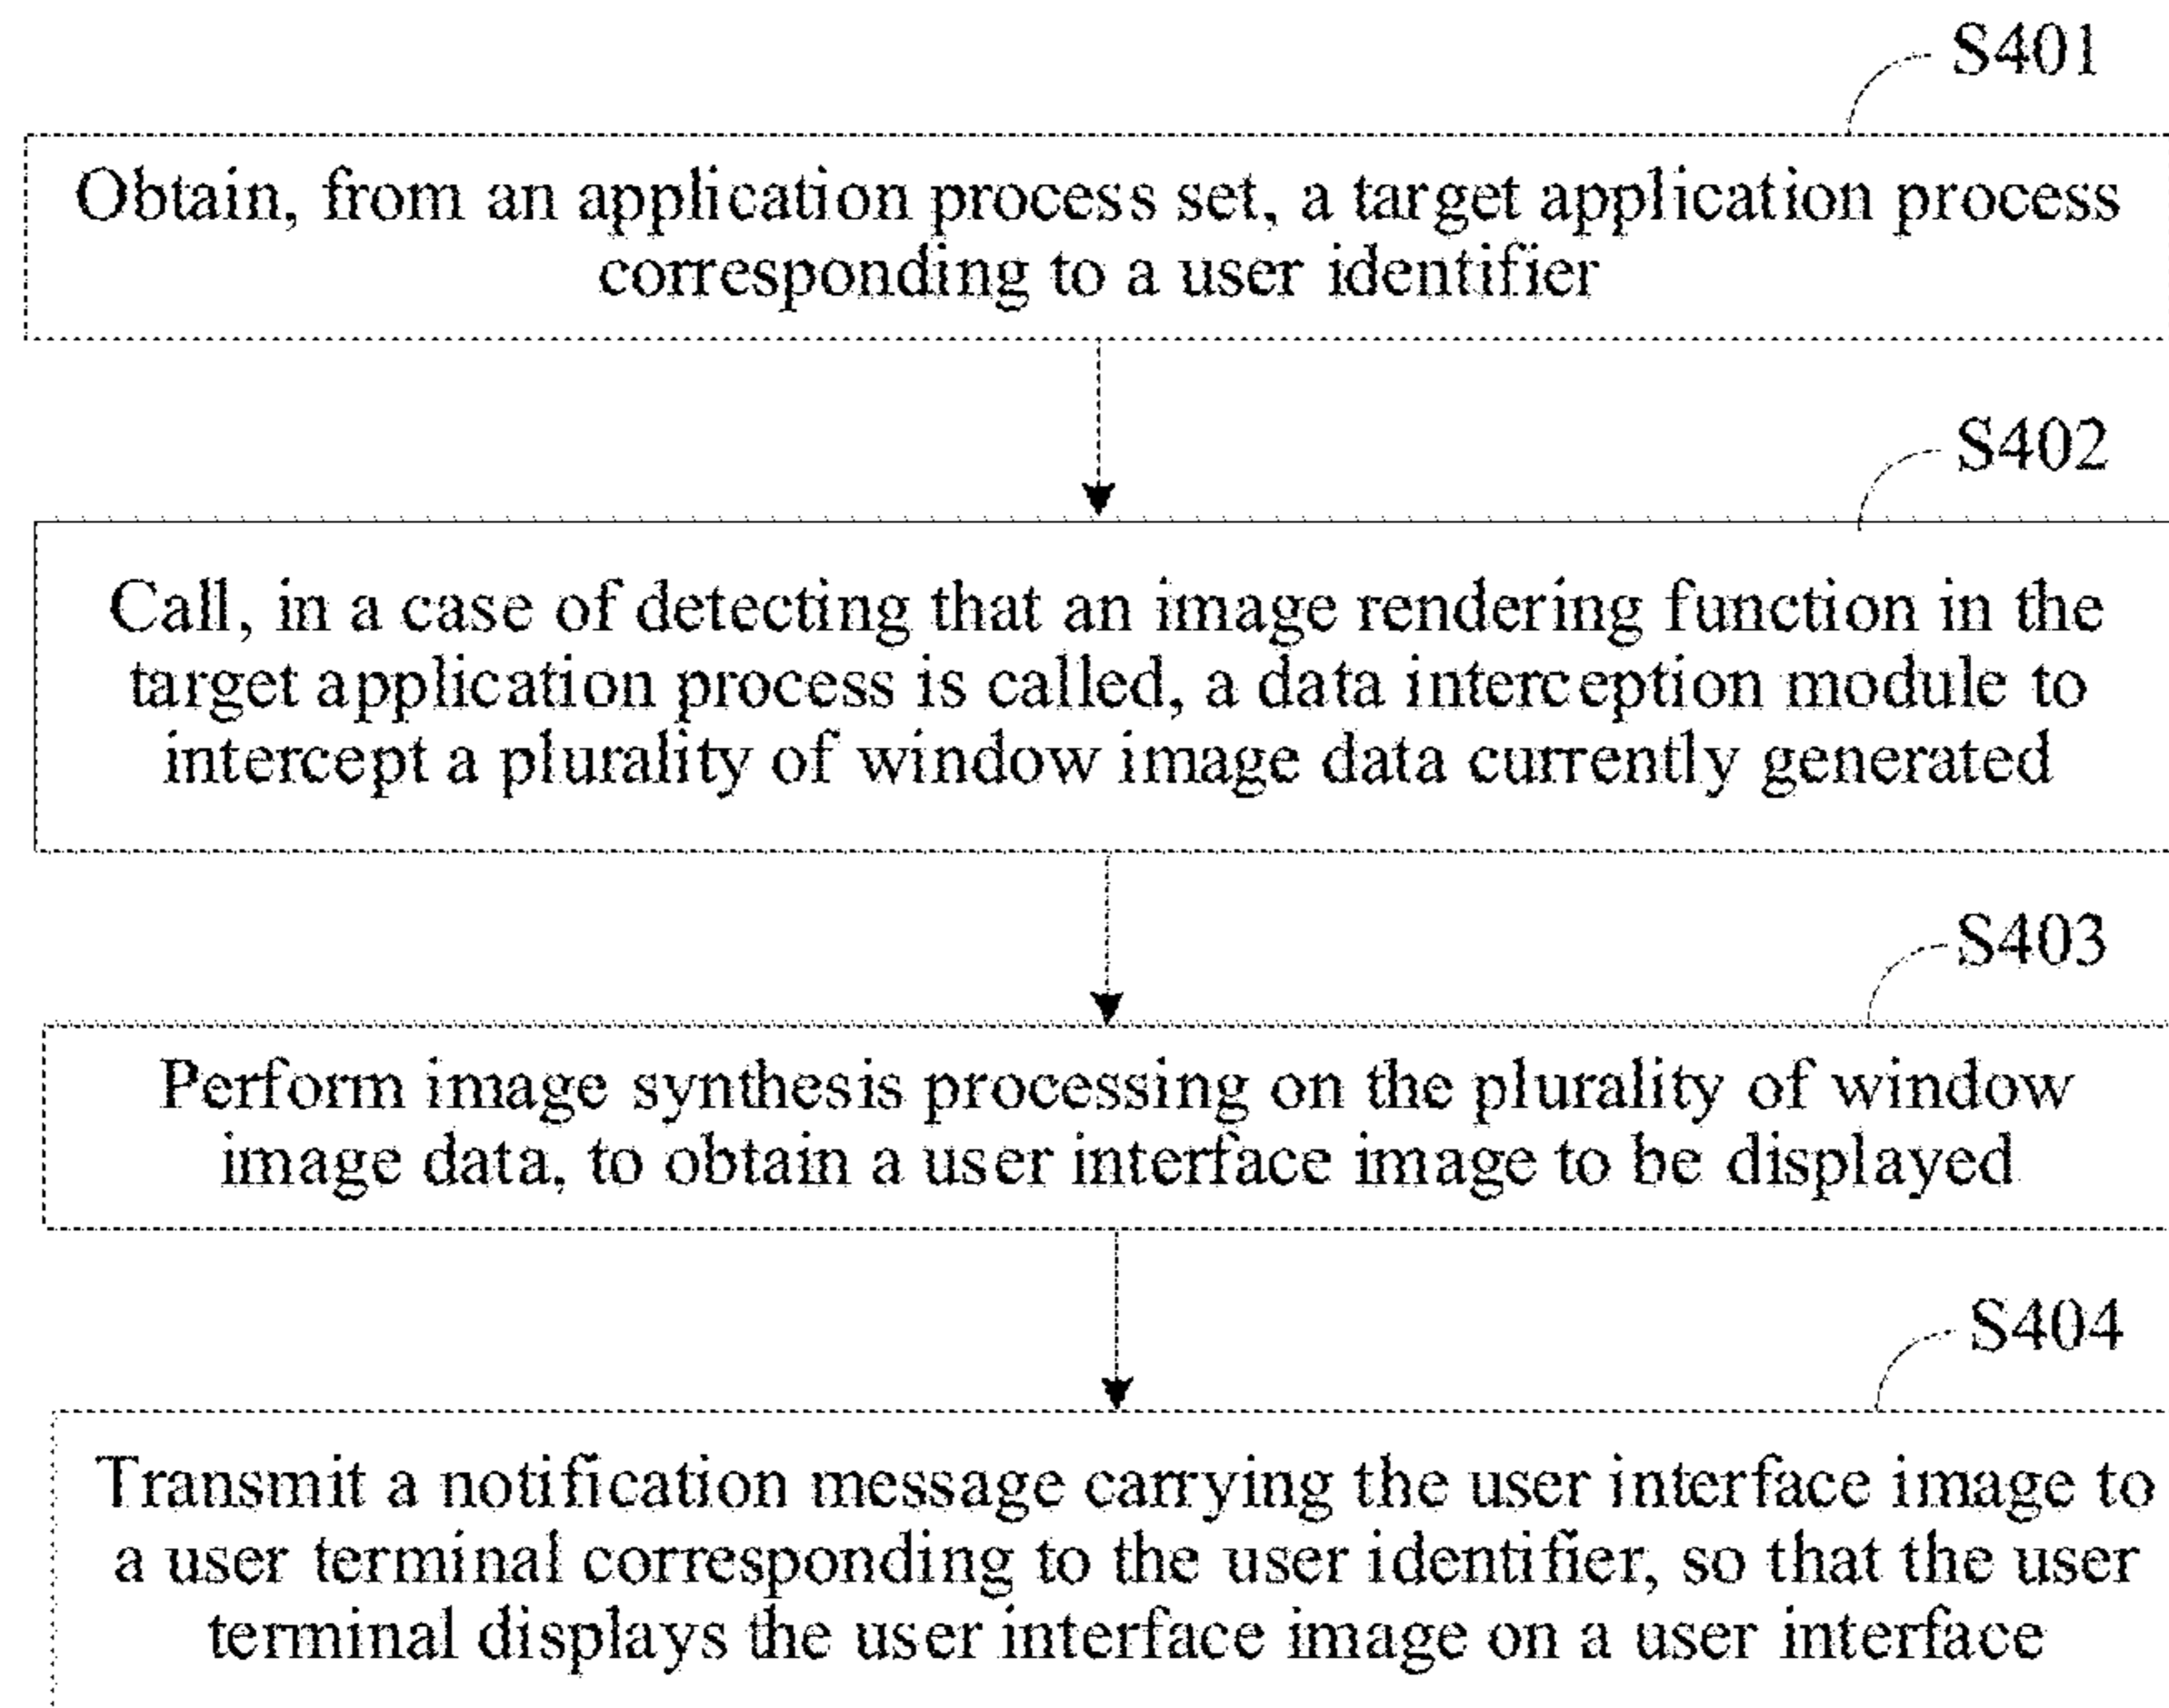 S401
Obtain, from an application process set, a target application process
corresponding to a user identifier
S402
Call, in a case of detecting that an image rendering function in the
target application process is called, a data interception module to
intercept a plurality of window image data currently generated
S403
Perform image synthesis processing on the plurality of window
image data, to obtain a user interface image to be displayed
S404
Transmit a notification message carrying the user interface image to
a user terminal corresponding to the user identifier, so that the user
terminal displays the user interface image on a user interface